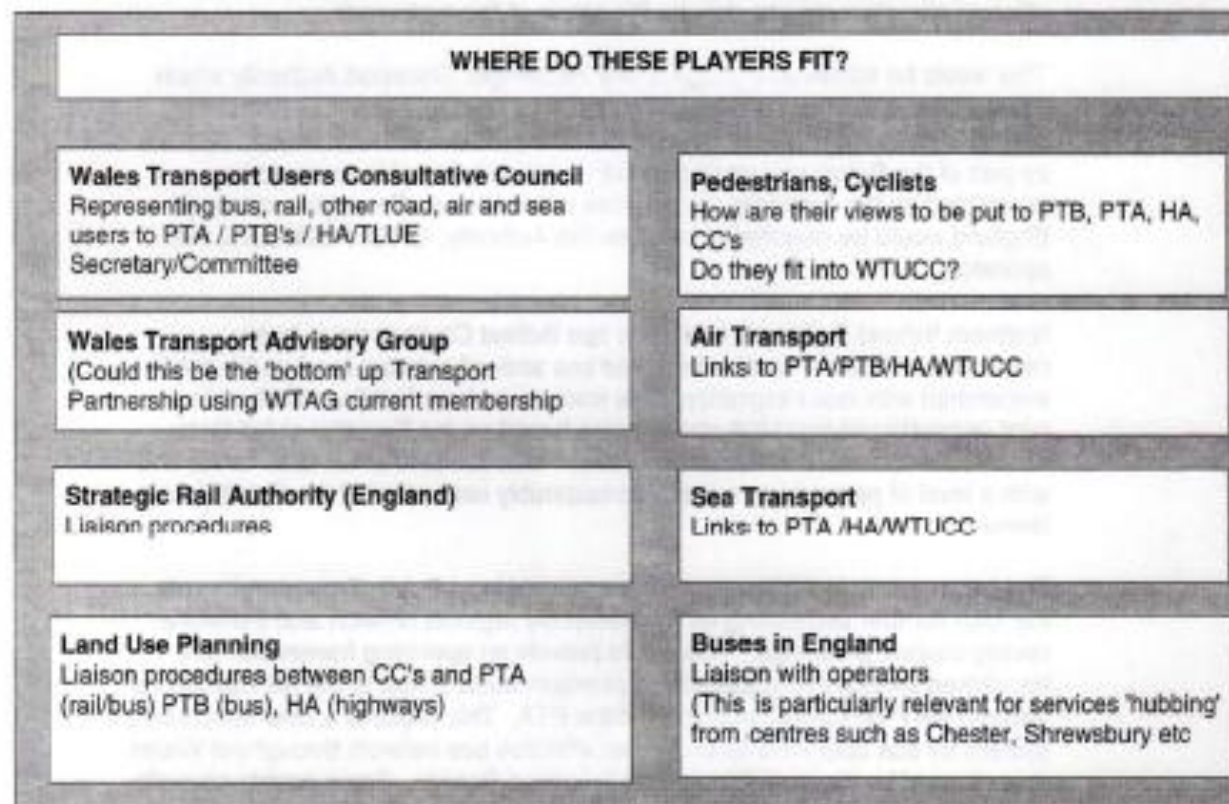 WHERE DO THESE PLAYERS FIT?
Wales Transport Users Consultative Council
Representing bus, rail, other road, air and sea
users to PTA / PTB's / HA/TLUE
Secretary/Committee
Pedestrians, Cyclists
How are their views to be put to PTB, PTA, HA,
CC's
Do they fit into WTUCC?
Wales Transport Advisory Group
(Could this be the 'bottom' up Transport
Partnership using WTAG current membership
Air Transport
Links to PTA/PTB/HA/WTUCC
Strategic Rail Authority (England)
Liaison procedures
Sea Transport
Links to PTA /HA/WTUCC
Land Use Planning
Liaison procedures between CC's and PTA
(rail/bus) PTB (bus), HA (highways)
Buses in England
Liaison with operators
(This is particularly relevant for services 'hubbing'
from centres such as Chester, Shrewsbury etc